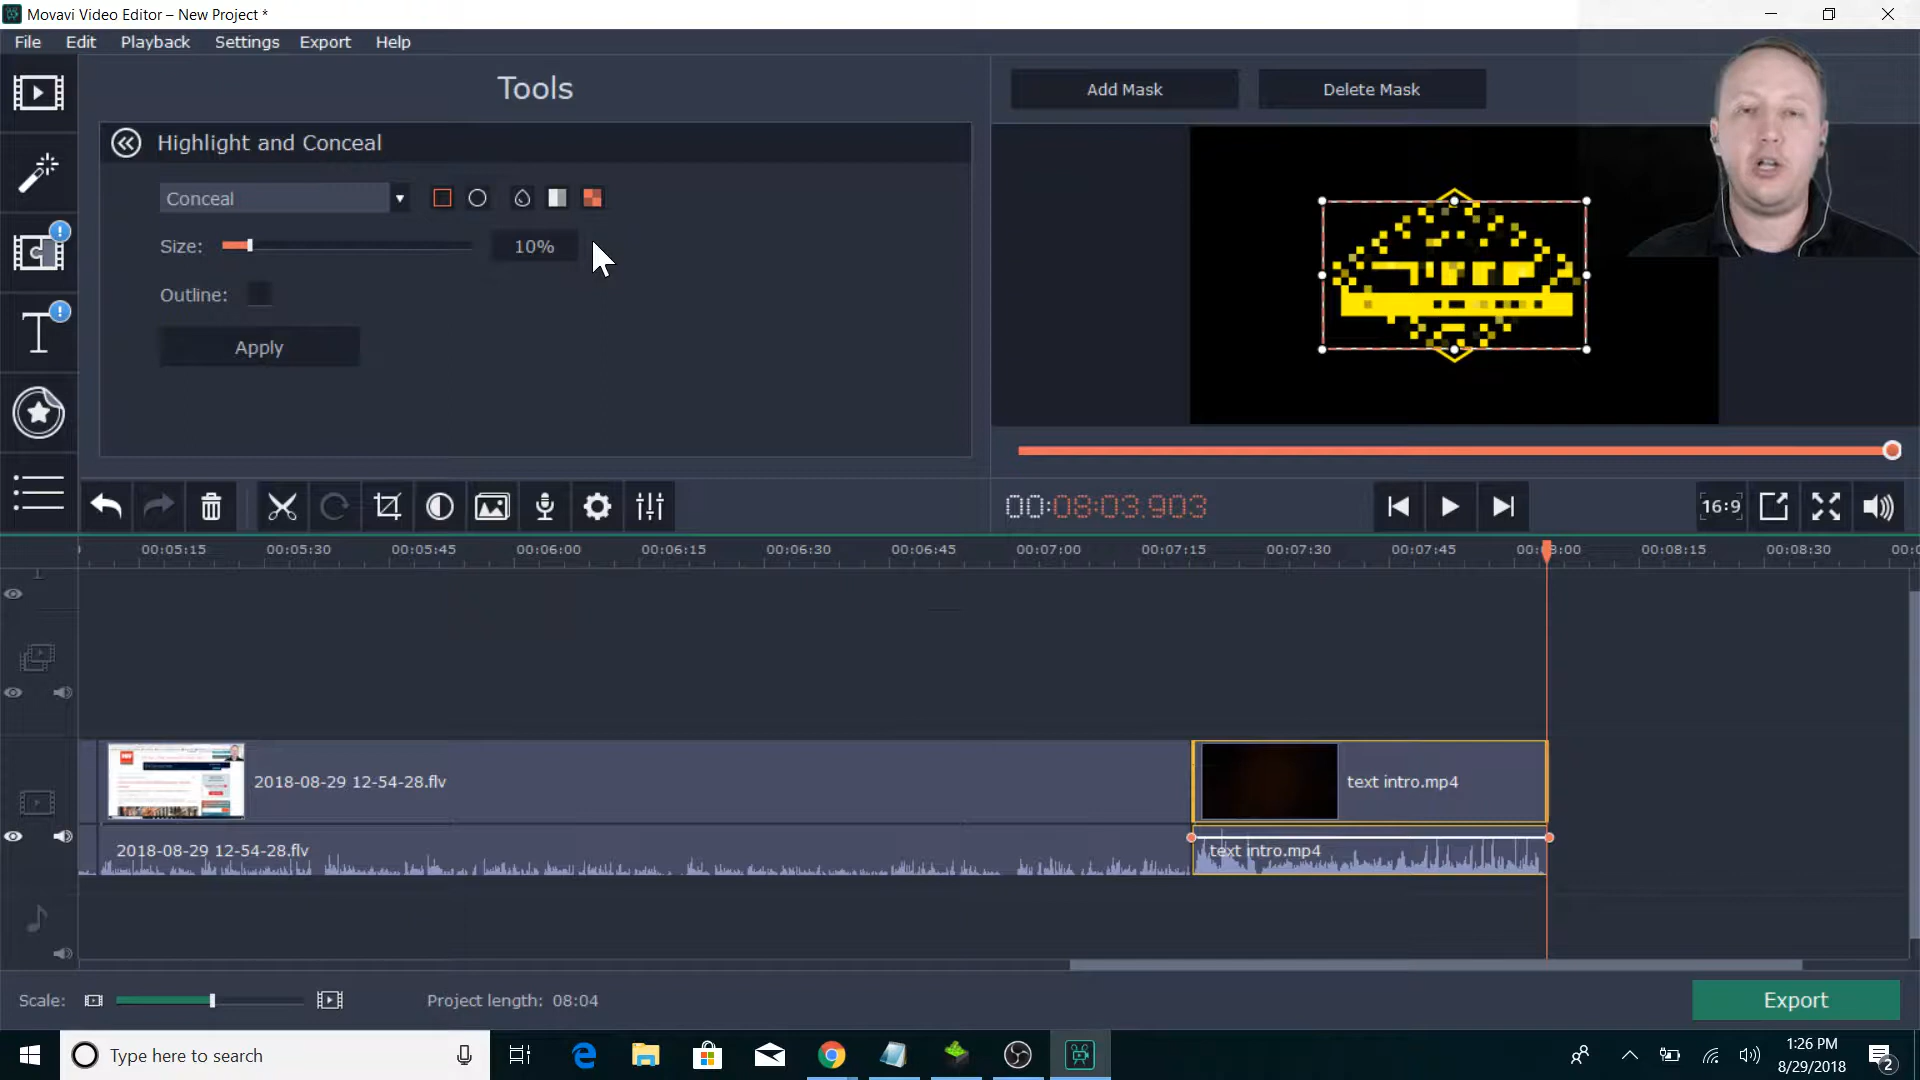 Movavi Video Editor – New Project *
File Edit Playback Settings Export Help
Tools
Add Mask Delete Mask
Highlight and Conceal
Conceal
Size: 10%
Outline:
Apply
00:08:03.903
16:9
00:05:15 00:05:30 00:05:45 00:06:00 00:06:15 00:06:30 00:06:45 00:07:00 00:07:15 00:07:30 00:07:45 00:08:00 00:08:15 00:08:30
2018-08-29 12-54-28.flv text intro.mp4
2018-08-29 12-54-28.flv text intro.mp4
Scale: Project length: 08:04 Export
Type here to search
1:26 PM
8/29/2018
2